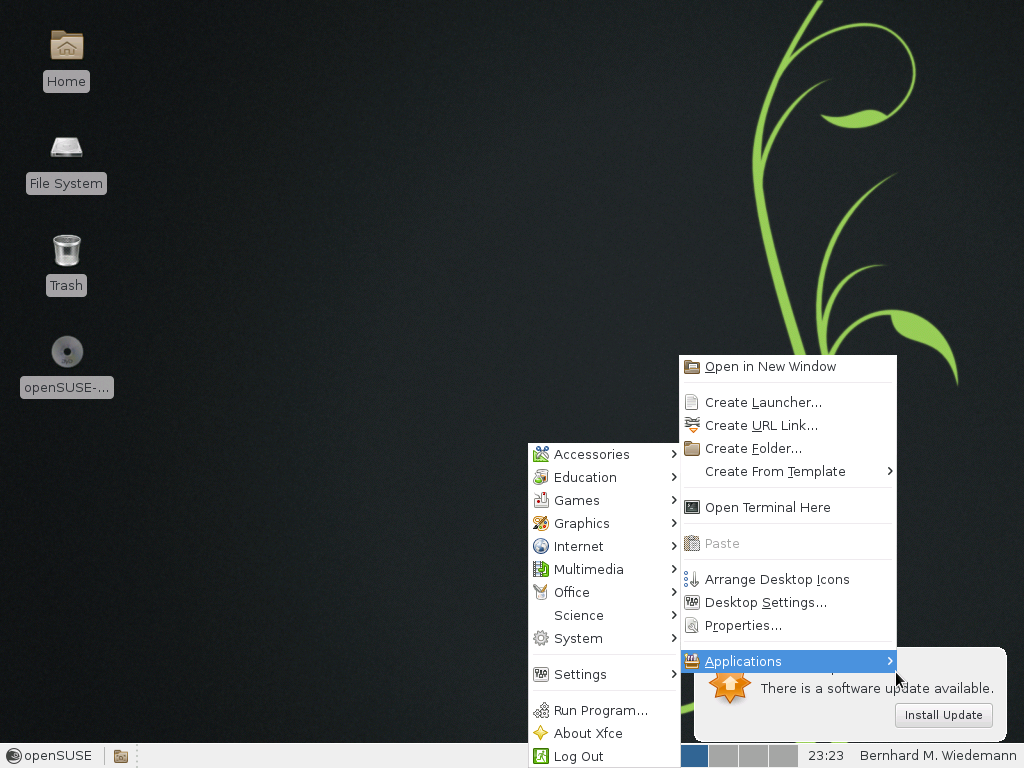 Home
File System
Trash
openSUSE-...
Open in New Window
Create Launcher...
Create URL Link...
Create Folder...
Create From Template
Open Terminal Here
Paste
Arrange Desktop Icons
Desktop Settings...
Properties...
Applications
Accessories
Education
Games
Graphics
Internet
Multimedia
Office
Science
System
Settings
Run Program...
About Xfce
Log Out
There is a software update available.
Install Update
openSUSE
23:23
Bernhard M. Wiedemann